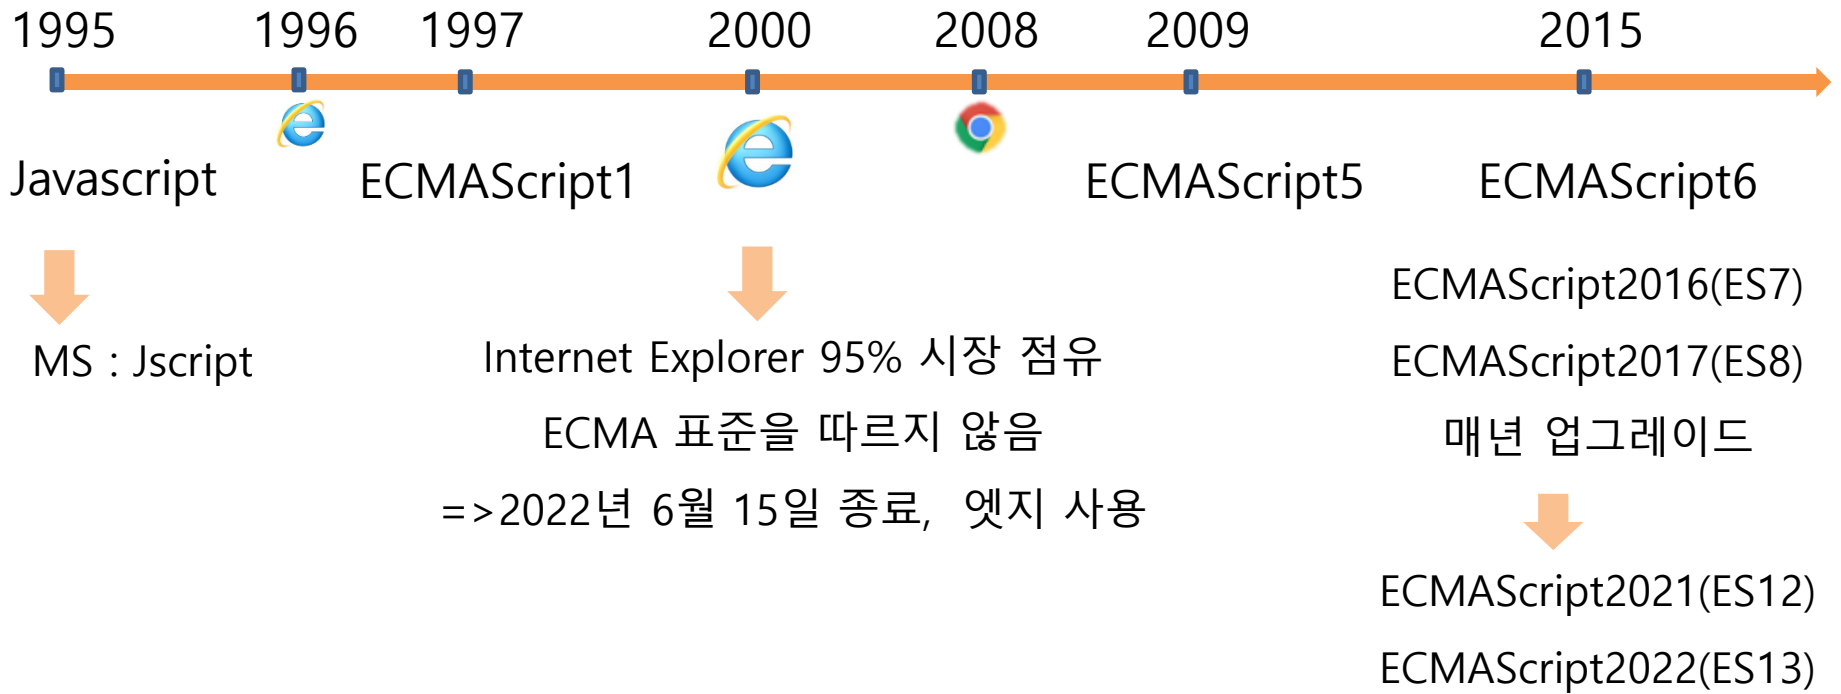 1995 1996 1997 2000 2008 2009 2015
Javascript
ECMAScript1
ECMAScript5
ECMAScript6
MS : Jscript
Internet Explorer 95% 시장 점유
ECMA 표준을 따르지 않음
=>2022년 6월 15일 종료, 엣지 사용
ECMAScript2016(ES7)
ECMAScript2017(ES8)
매년 업그레이드
ECMAScript2021(ES12)
ECMAScript2022(ES13)